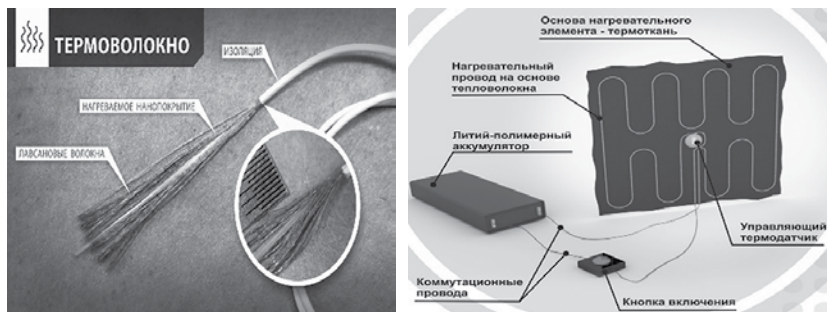 ТЕРМОВОЛОКНО
ИЗОЛЯЦИЯ
НАГРЕВАЕМОЕ НАНОПОКРЫТИЕ
ЛАВСАНОВЫЕ ВОЛОКНА
Основа нагревательного
элемента - термоткань
Нагревательный
провод на основе
тепловолокна
Литий-полимерный
аккумулятор
Управляющий
термодатчик
Коммутационные
провода
Кнопка включения